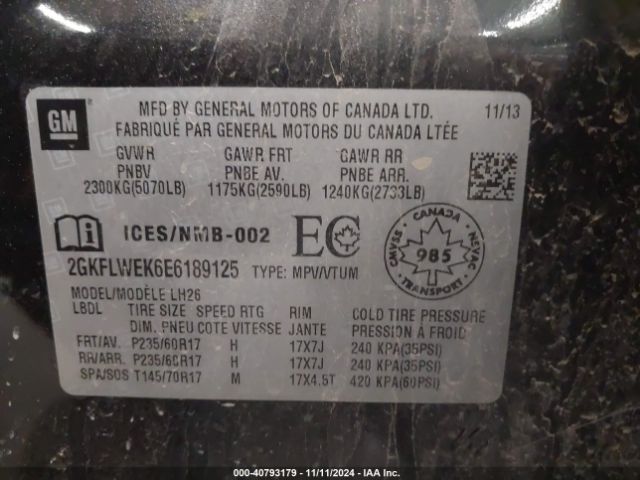 GM
MFD BY GENERAL MOTORS OF CANADA LTD. 11/13
FABRIQUÉ PAR GENERAL MOTORS DU CANADA LTÉE
GVWR GAWR FRT GAWR RR
PNBV PNBE AV. PNBE ARR.
2300KG(5070LB) 1175KG(2590LB) 1240KG(2733LB)
ICES/NMB-002 EC
CANADA
985
CMVSS NSVAC
2GKFLWEK6E6189125 TYPE: MPV/VTUM
MODEL/MODÈLE LH26
LBDL TIRE SIZE SPEED RTG RIM COLD TIRE PRESSURE
DIM. PNEU COTE VITESSE JANTE PRESSION À FROID
FRT/AV. P235/60R17 H 17X7J 240 KPA(35PSI)
RR/ARR. P235/60R17 H 17X7J 240 KPA(35PSI)
SPA/SOS T145/70R17 M 17X4.5T 420 KPA(60PSI)
000-40793179 - 11/11/2024 - IAA Inc.